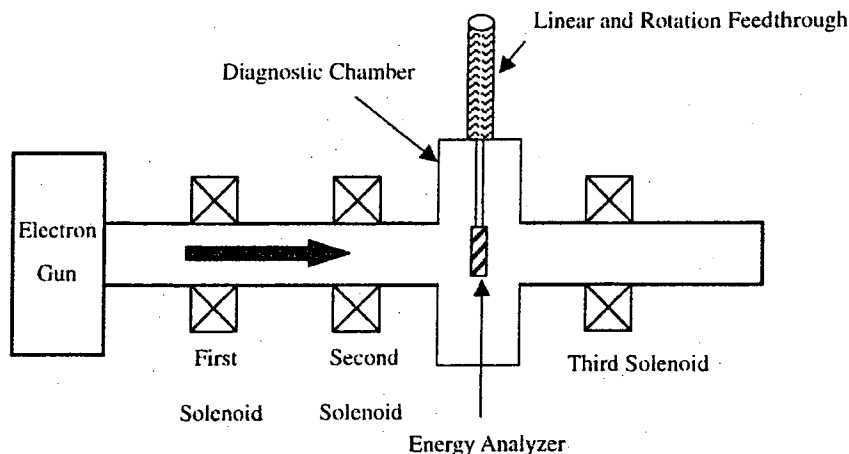 Linear and Rotation Feedthrough
Diagnostic Chamber
Electron
Gun
First
Solenoid
Second
Solenoid
Third Solenoid
Energy Analyzer